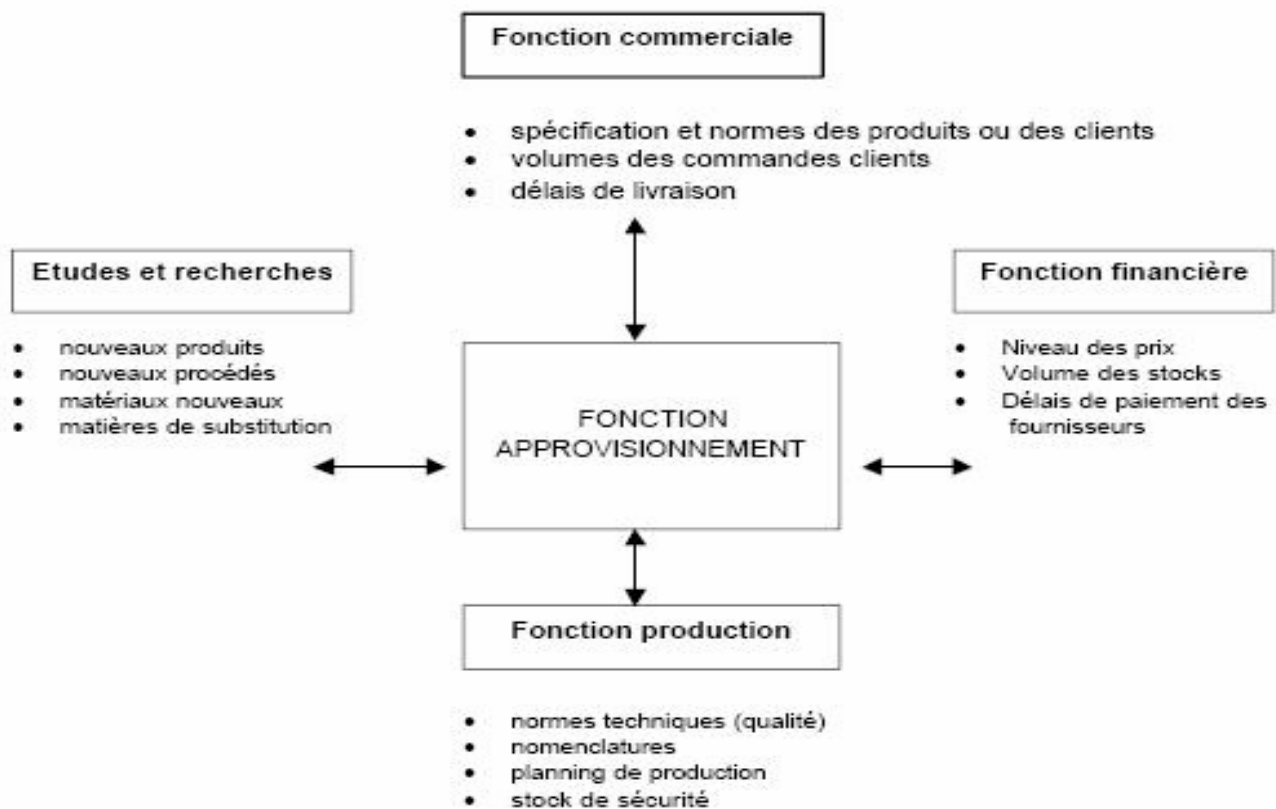 Fonction commerciale
• spécification et normes des produits ou des clients
• volumes des commandes clients
• délais de livraison
Etudes et recherches
• nouveaux produits
• nouveaux procédés
• matériaux nouveaux
• matières de substitution
Fonction financière
• Niveau des prix
• Volume des stocks
• Délais de paiement des
fournisseurs
FONCTION
APPROVISIONNEMENT
Fonction production
• normes techniques (qualité)
• nomenclatures
• planning de production
• stock de sécurité